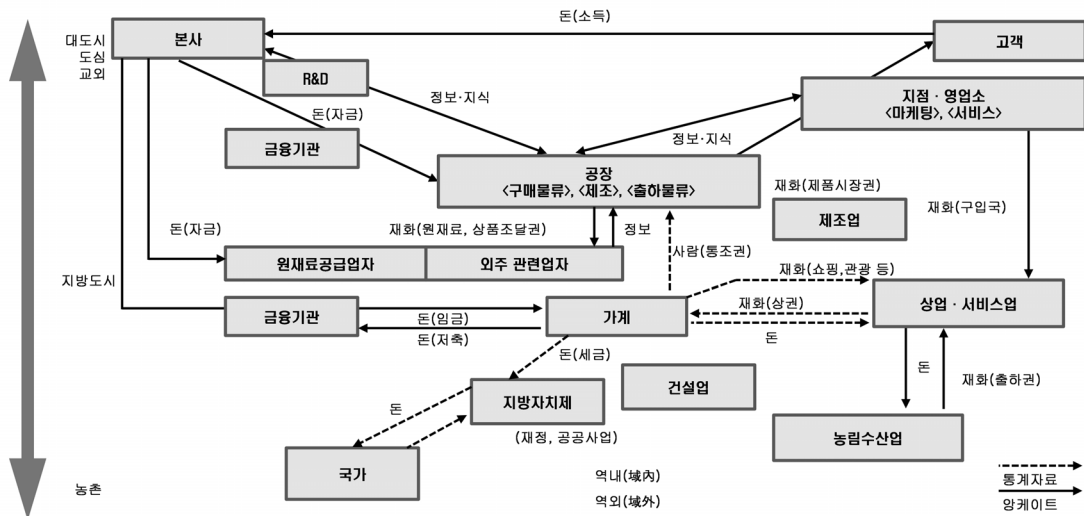 돈(소득)
대도시
도심
교외
본사
고객
R&D
정보·지식
지점·영업소
<마케팅>, <서비스>
돈(자금)
금융기관
정보·지식
공장
<구매물류>, <제조>, <출하물류>
재화(제품시장권)
제조업
재화(구입국)
돈(자금)
재화(원재료, 상품조달권)
정보
사람(통조권)
원재료공급업자
외주 관련업자
지방도시
재화(쇼핑,관광 등)
금융기관
돈(임금)
돈(저축)
가계
재화(상권)
돈
상업·서비스업
돈(세금)
건설업
돈
재화(출하권)
돈
지방자치제
(재정, 공공사업)
농림수산업
국가
역내(域內)
역외(域外)
농촌
통계자료
앙케이트